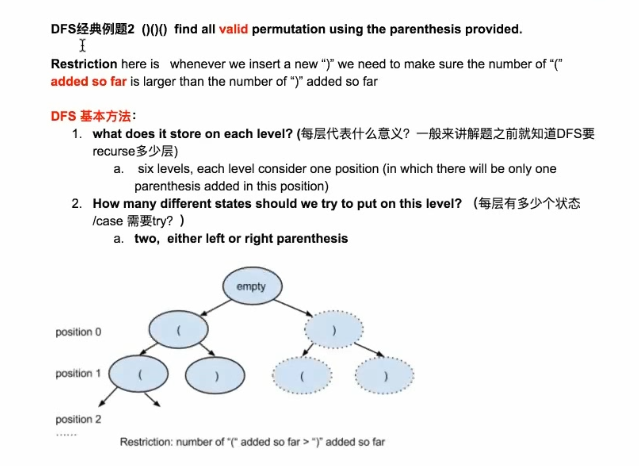 DFS经典例题2 ()()() find all valid permutation using the parenthesis provided.
Restriction here is whenever we insert a new “)” we need to make sure the number of “(”
added so far is larger than the number of “)” added so far
DFS 基本方法：
1. what does it store on each level? (每层代表什么意义？一般来讲解题之前就知道DFS要
recurse多少层)
a. six levels, each level consider one position (in which there will be only one
parenthesis added in this position)
2. How many different states should we try to put on this level? （每层有多少个状态
/case 需要try？）
a. two, either left or right parenthesis
empty
position 0
(
)
position 1
(
)
(
)
position 2
......
Restriction: number of “(” added so far > “)” added so far